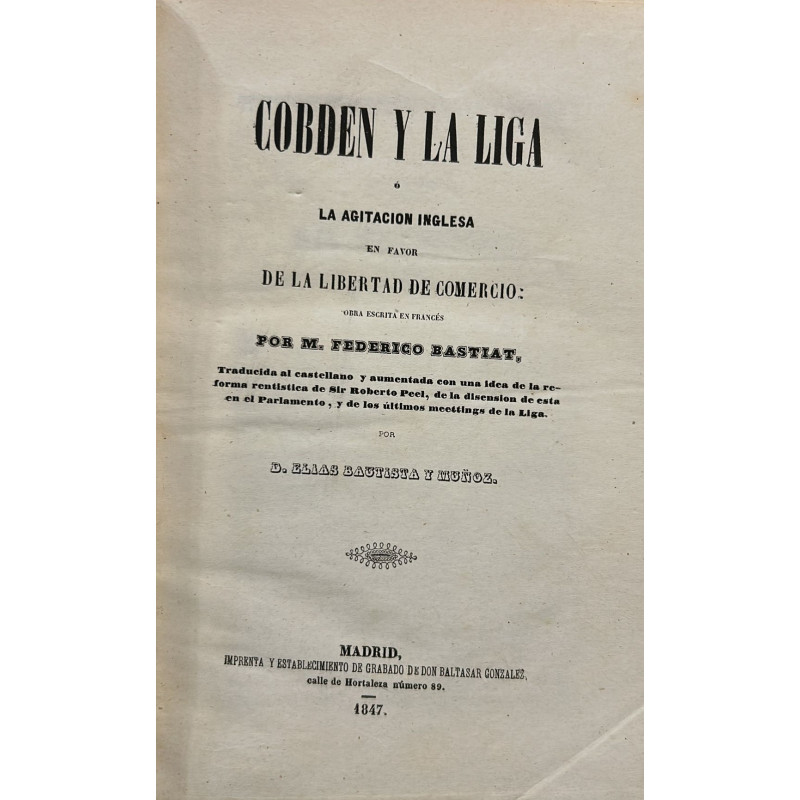 COBDEN Y LA LIGA
ó
LA AGITACION INGLESA
EN FAVOR
DE LA LIBERTAD DE COMERCIO:
OBRA ESCRITA EN FRANCÉS
POR M. FEDERICO BASTIAT,
Traducida al castellano y aumentada con una idea de la re-
forma rentistica de Sir Roberto Peel, de la disension de esta
en el Parlamento, y de los últimos meettings de la Liga.
POR
D. ELIAS BAUTISTA Y MUÑOZ.
MADRID,
IMPRENTA Y ESTABLECIMIENTO DE GRABADO DE DON BALTASAR GONZALEZ,
calle de Hortaleza número 89.
1847.